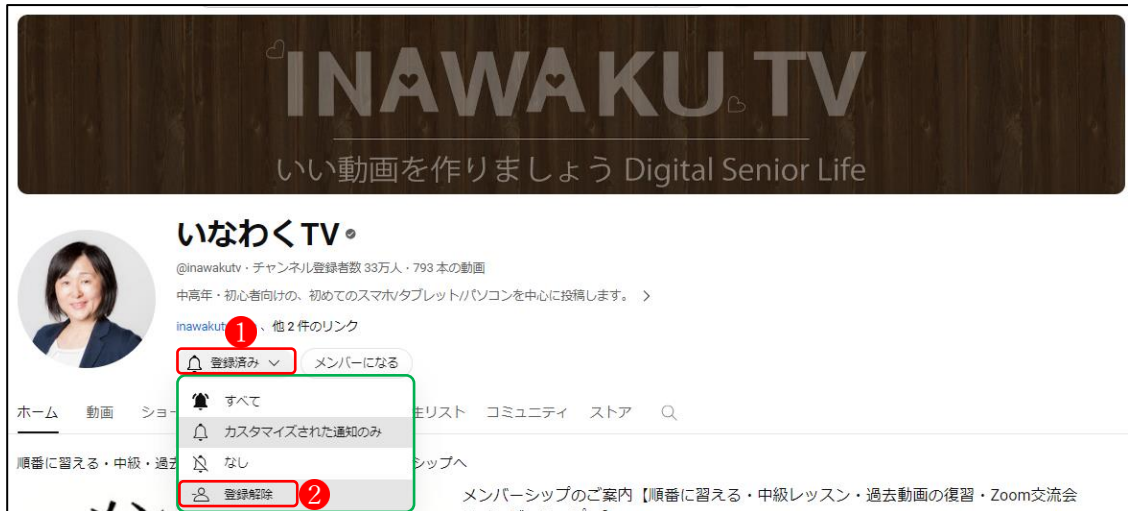 INAWAKU TV
いい動画を作りましょう Digital Senior Life
いなわくTV
@inawakutv・チャンネル登録者数 33万人・793 本の動画
中高年・初心者向けの、初めてのスマホ/タブレット/パソコンを中心に投稿します。 >
inawakut 1 、他 2 件のリンク
登録済み メンバーになる
すべて
ホーム 動画 ショー 生リスト コミュニティ ストア
カスタマイズされた通知のみ
順番に習える・中級・過去 なし シップへ
登録解除 2
メンバーシップのご案内【順番に習える・中級レッスン・過去動画の復習・Zoom交流会